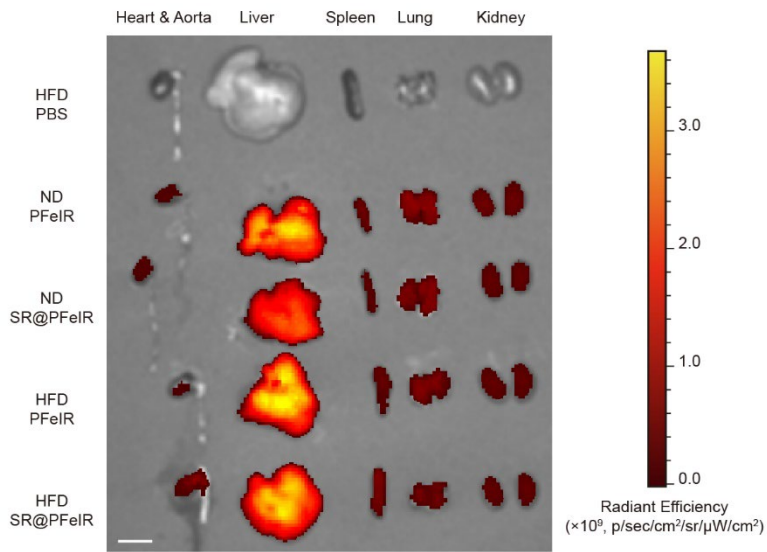 Heart & Aorta Liver Spleen Lung Kidney
HFD
PBS
ND
PFeIR
ND
SR@PFeIR
HFD
PFeIR
HFD
SR@PFeIR
3.0
2.0
1.0
0.0
Radiant Efficiency
(×10⁹, p/sec/cm²/sr/μW/cm²)